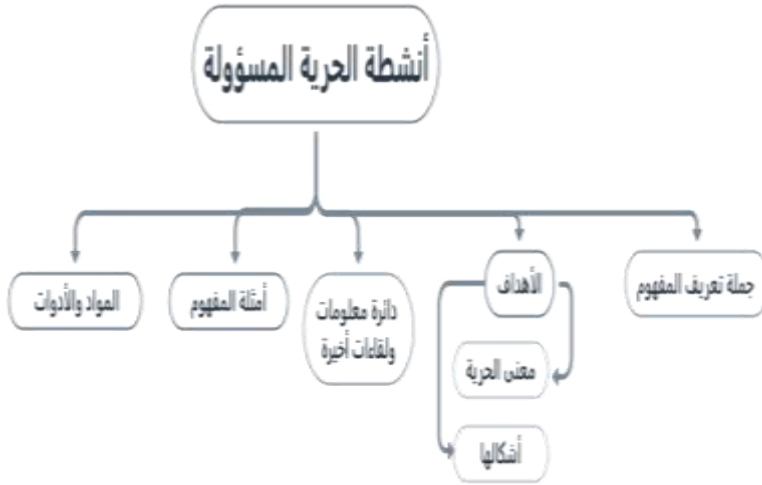 أنشطة الحرية المسؤولة
جملة تعريف المفهوم
الأهداف
معنى الحرية
أشكالها
دائرة معلومات
ولقاءات أخيرة
أمثلة المفهوم
المواد والأدوات